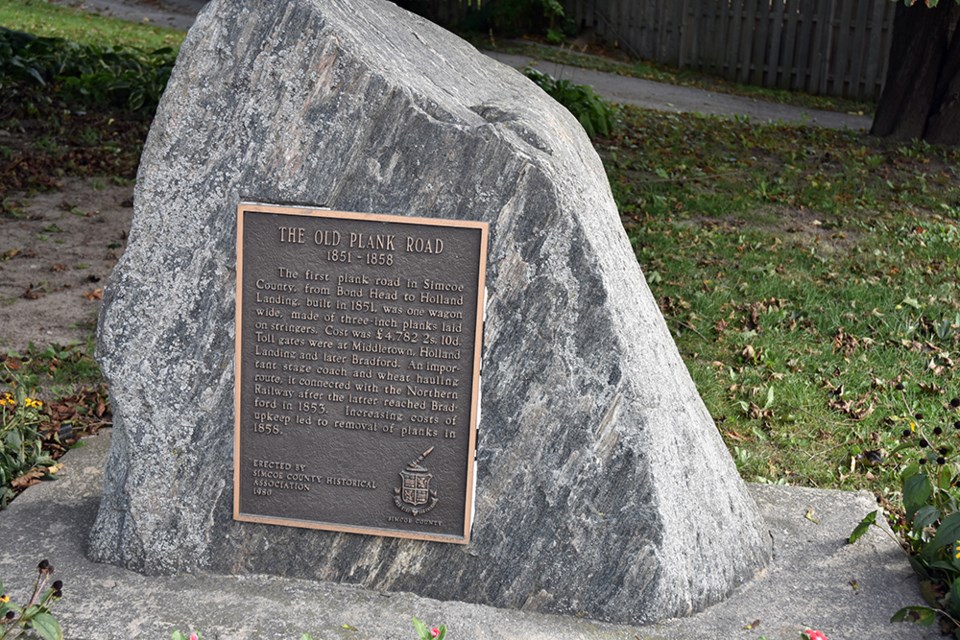 THE OLD PLANK ROAD
1851 - 1858
The first plank road in Simcoe
County, from Bond Head to Holland
Landing, built in 1851, was one wagon
wide, made of three-inch planks laid
on stringers. Cost was £4,782 2s. 10d.
Toll gates were at Middletown, Holland
Landing and later Bradford. An impor-
tant stage coach and wheat hauling
route, it connected with the Northern
Railway after the latter reached Brad-
ford in 1853. Increasing costs of
upkeep led to removal of planks in
1858.
ERECTED BY
SIMCOE COUNTY HISTORICAL
ASSOCIATION
1980
SIMCOE COUNTY